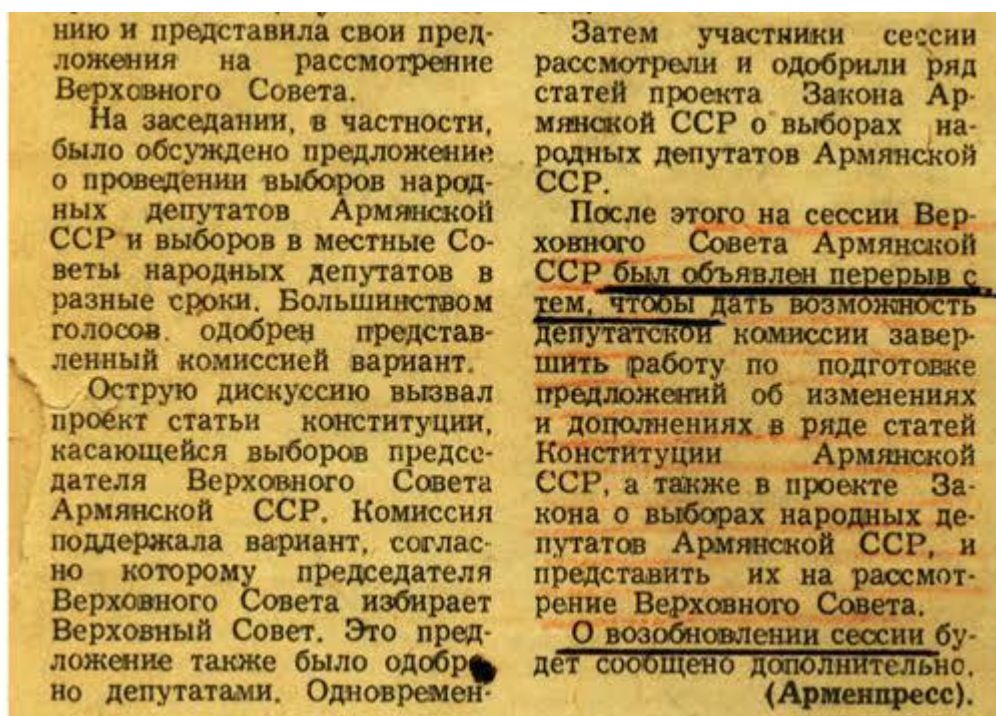 нию и представила свои пред-
ложения на рассмотрение
Верховного Совета.
На заседании, в частности,
было обсуждено предложение
о проведении выборов народ-
ных депутатов Армянской
ССР и выборов в местные Со-
веты народных депутатов в
разные сроки. Большинством
голосов одобрен представ-
ленный комиссией вариант.
Острую дискуссию вызвал
проект статьи конституции,
касающейся выборов предсе-
дателя Верховного Совета
Армянской ССР. Комиссия
поддержала вариант, соглас-
но которому председателя
Верховного Совета избирает
Верховный Совет. Это пред-
ложение также было одобре-
но депутатами. Одновремен-
Затем участники сессии
рассмотрели и одобрили ряд
статей проекта Закона Ар-
мянской ССР о выборах на-
родных депутатов Армянской
ССР.
После этого на сессии Вер-
ховного Совета Армянской
ССР был объявлен перерыв с
тем, чтобы дать возможность
депутатской комиссии завер-
шить работу по подготовке
предложений об изменениях
и дополнениях в ряде статей
Конституции Армянской
ССР, а также в проекте За-
кона о выборах народных де-
путатов Армянской ССР, и
представить их на рассмот-
рение Верховного Совета.
О возобновлении сессии бу-
дет сообщено дополнительно.
(Арменпресс).